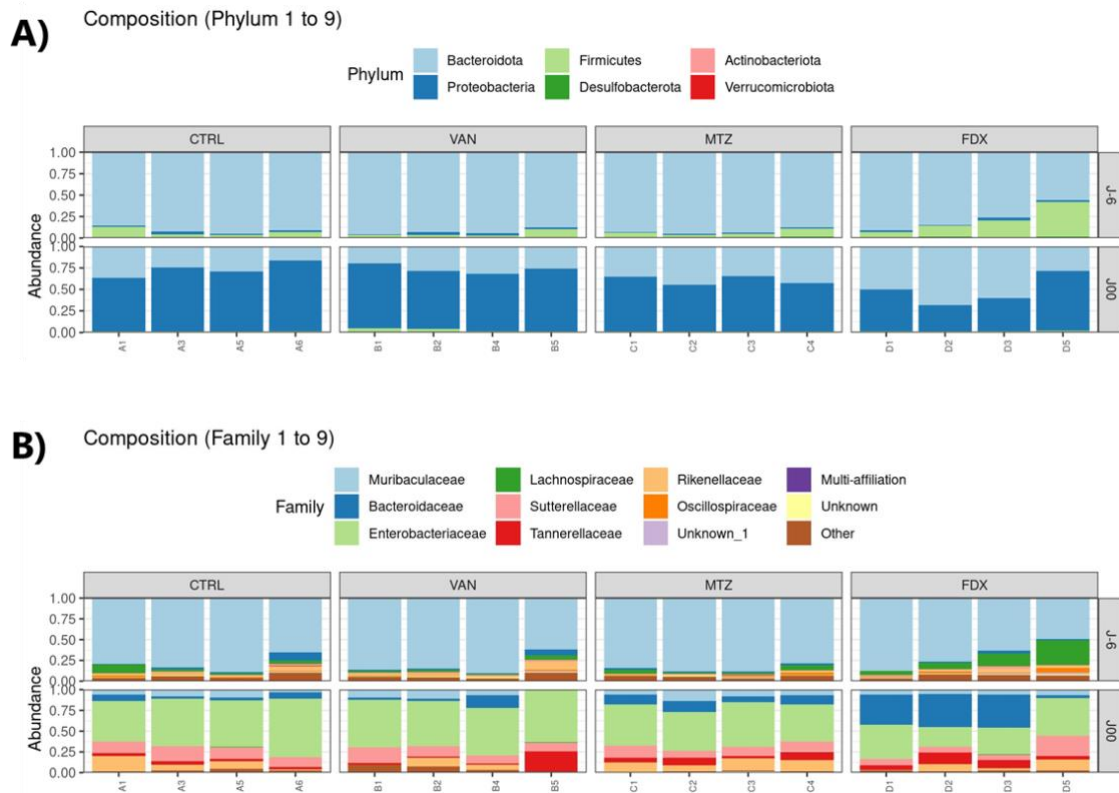 A)
Composition (Phylum 1 to 9)
Phylum
Bacteroidota Firmicutes Actinobacteriota
Proteobacteria Desulfobacterota Verrucomicrobiota
CTRL VAN MTZ FDX
Abundance
1.00
0.75
0.50
0.25
0.00
J-6
1.00
0.75
0.50
0.25
0.00
J00
A1 A3 A5 A6 B1 B2 B4 B5 C1 C2 C3 C4 D1 D2 D3 D5
B)
Composition (Family 1 to 9)
Family
Muribaculaceae Lachnospiraceae Rikenellaceae Multi-affiliation
Bacteroidaceae Sutterellaceae Oscillospiraceae Unknown
Enterobacteriaceae Tannerellaceae Unknown_1 Other
CTRL VAN MTZ FDX
Abundance
1.00
0.75
0.50
0.25
0.00
J-6
1.00
0.75
0.50
0.25
0.00
J00
A1 A3 A5 A6 B1 B2 B4 B5 C1 C2 C3 C4 D1 D2 D3 D5